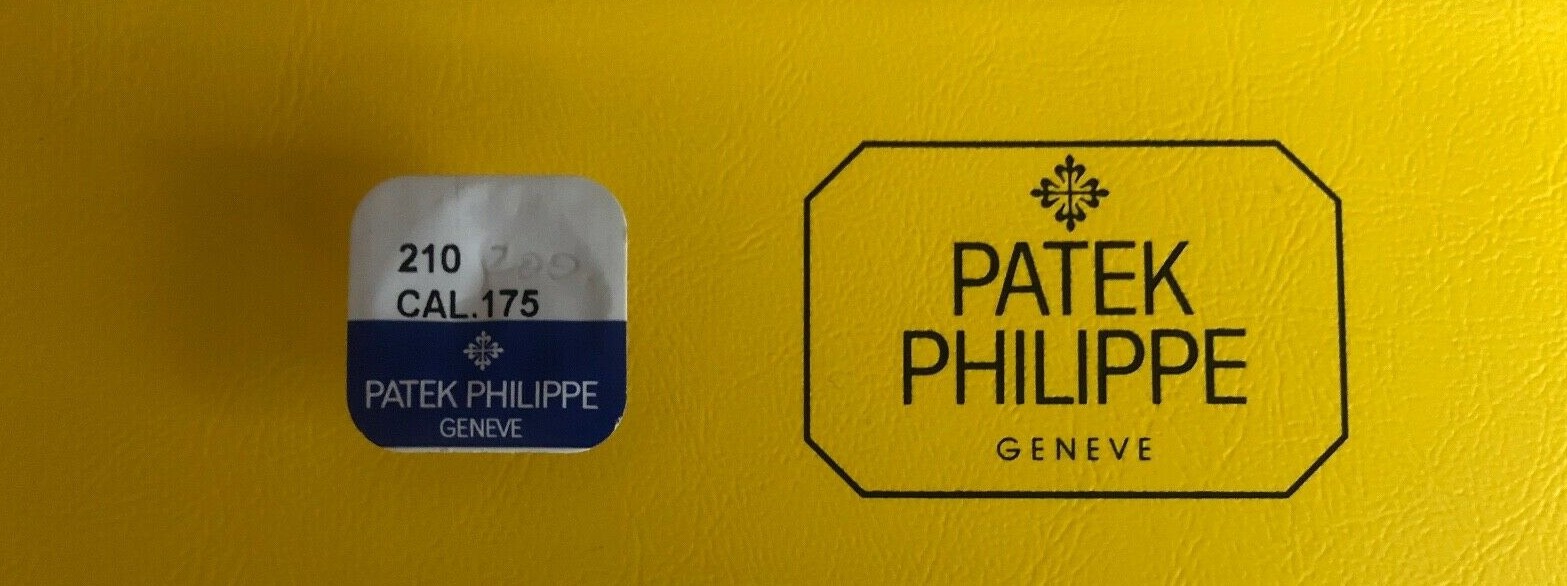 210
CAL.175
PATEK PHILIPPE
GENEVE
PATEK
PHILIPPE
GENEVE